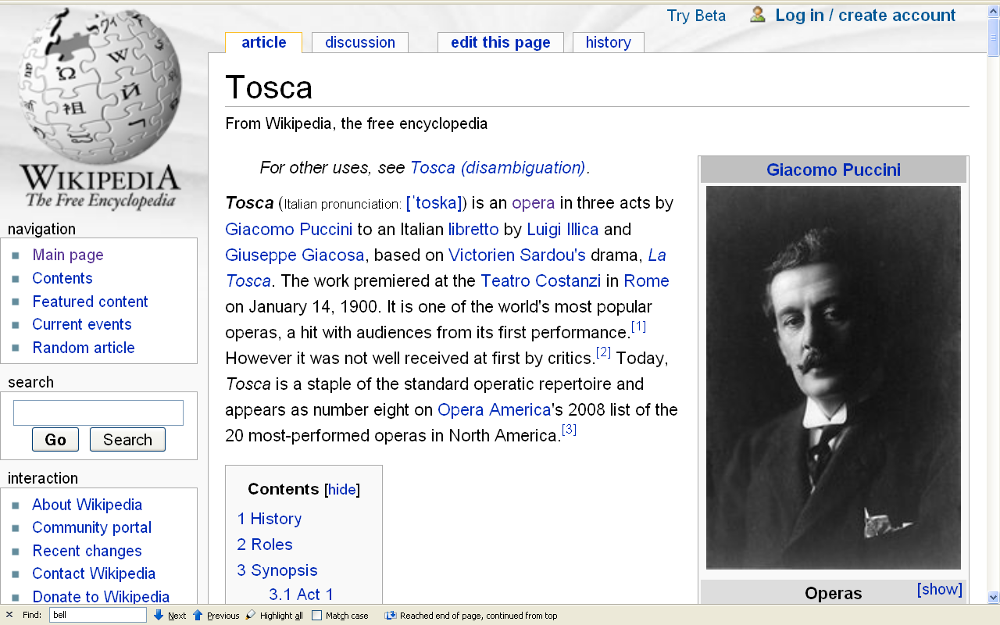 Try Beta Log in / create account
article discussion edit this page history
WIKIPEDIA
The Free Encyclopedia
navigation
Main page
Contents
Featured content
Current events
Random article
search
Go Search
interaction
About Wikipedia
Community portal
Recent changes
Contact Wikipedia
Donate to Wikipedia
Tosca
From Wikipedia, the free encyclopedia
For other uses, see Tosca (disambiguation).
Tosca (Italian pronunciation: [ˈtoska]) is an opera in three acts by
Giacomo Puccini to an Italian libretto by Luigi Illica and
Giuseppe Giacosa, based on Victorien Sardou's drama, La
Tosca. The work premiered at the Teatro Costanzi in Rome
on January 14, 1900. It is one of the world's most popular
operas, a hit with audiences from its first performance.[1]
However it was not well received at first by critics.[2] Today,
Tosca is a staple of the standard operatic repertoire and
appears as number eight on Opera America's 2008 list of the
20 most-performed operas in North America.[3]
Contents [hide]
1 History
2 Roles
3 Synopsis
3.1 Act 1
Giacomo Puccini
Operas [show]
Find: bell Next Previous Highlight all Match case Reached end of page, continued from top